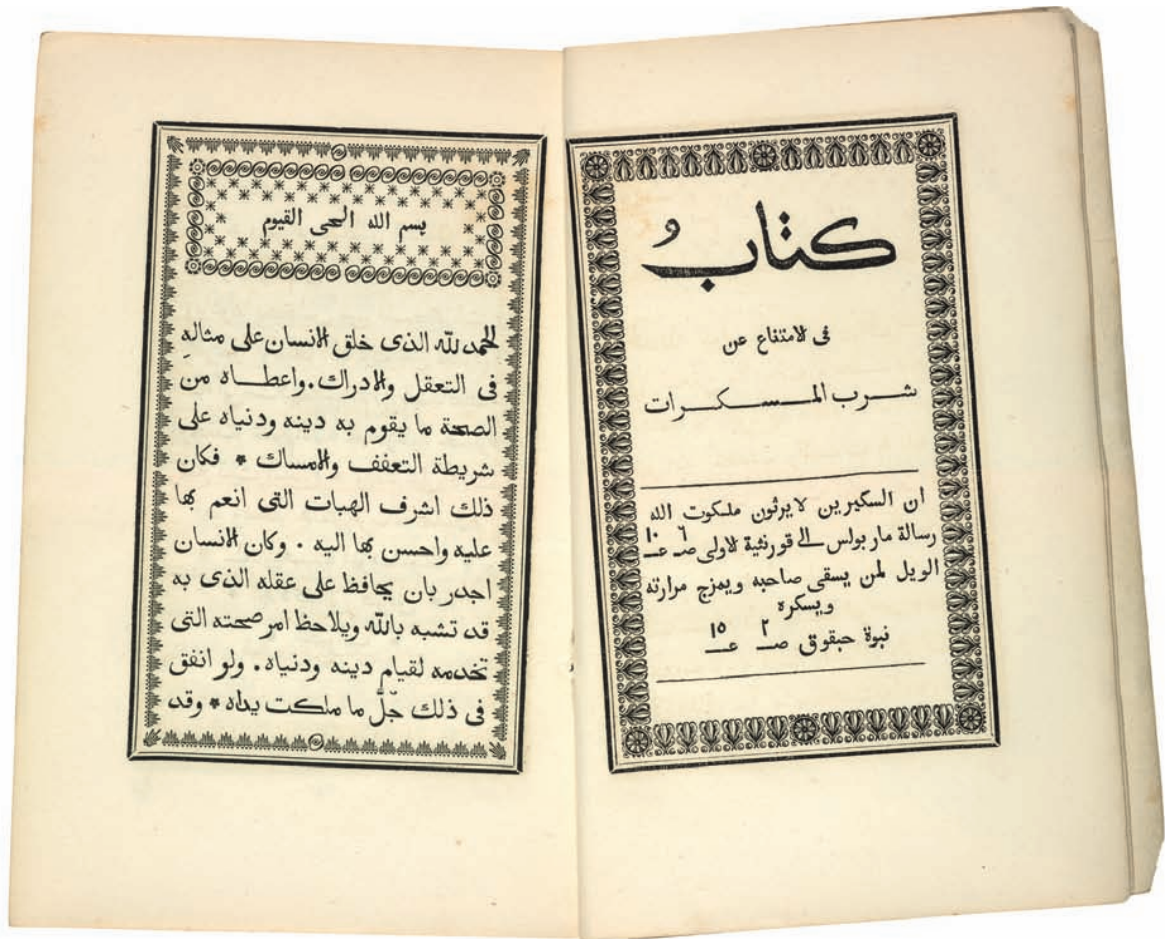 كتابُ
في الامتناع عن
شرب المسكرات
ان السكيرين لا يرثون ملكوت الله
رسالة مار بولس الي قورنثية الاولى صـ ٦ عـ ١٠
الويل لمن يسقى صاحبه ويمزج مرارته
ويسكره
نبوة حبقوق صـ ٢ عـ ١٥
بسم الله الحى القيوم
الحمد لله الذى خلق الانسان على مثالهِ
فى التعقل والادراك. واعطاه من
الصحة ما يقوم به دينه ودنياه على
شريطة التعفف والامساك * فكان
ذلك اشرف الهبات التى انعم بها
عليه واحسن بها اليه . وكان الانسان
اجدر بان يحافظ على عقله الذى به
قد تشبه بالله ويلاحظ امر صحته التى
تخدمه لقيام دينه ودنياه. ولو انفق
فى ذلك جلّ ما ملكت يداه * وقد